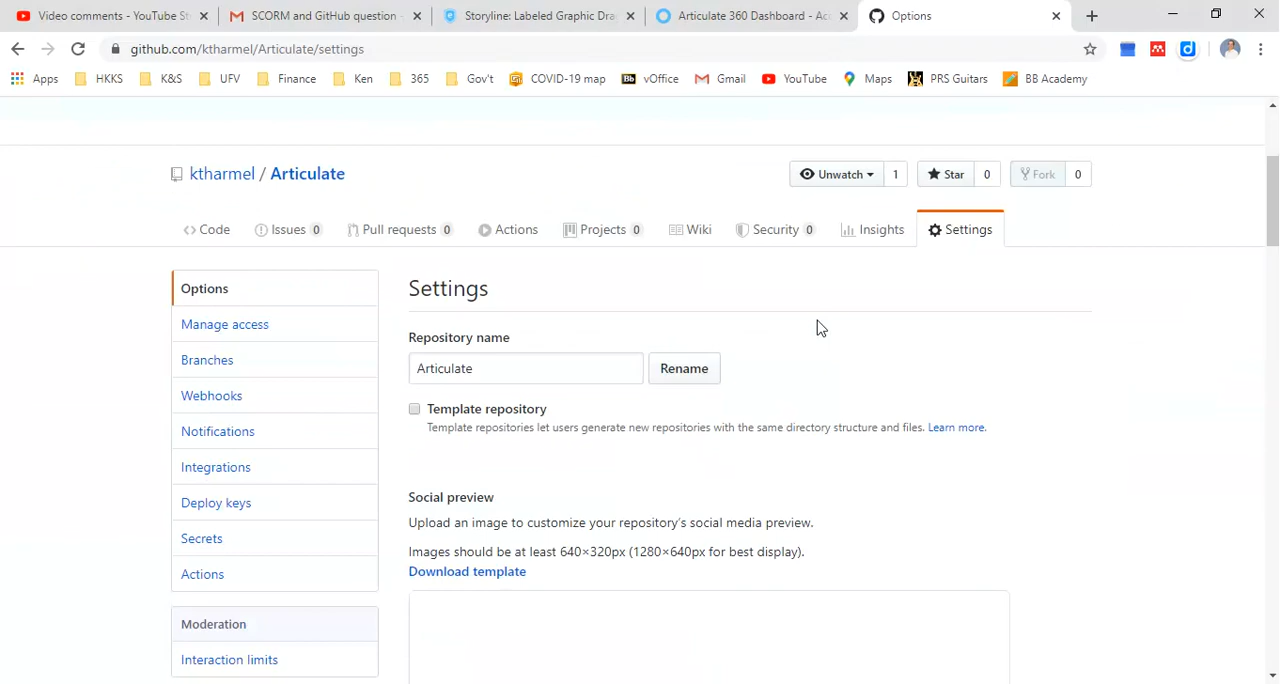 Video comments - YouTube St
SCORM and GitHub question -
Storyline: Labeled Graphic Dra
Articulate 360 Dashboard - Acc
Options
github.com/ktharmel/Articulate/settings
Apps HKKS K&S UFV Finance Ken 365 Gov't COVID-19 map Bb vOffice Gmail YouTube Maps PRS Guitars BB Academy
ktharmel / Articulate
Unwatch 1 Star 0 Fork 0
Code Issues 0 Pull requests 0 Actions Projects 0 Wiki Security 0 Insights Settings
Options
Manage access
Branches
Webhooks
Notifications
Integrations
Deploy keys
Secrets
Actions
Moderation
Interaction limits
Settings
Repository name
Articulate Rename
Template repository
Template repositories let users generate new repositories with the same directory structure and files. Learn more.
Social preview
Upload an image to customize your repository's social media preview.
Images should be at least 640×320px (1280×640px for best display).
Download template